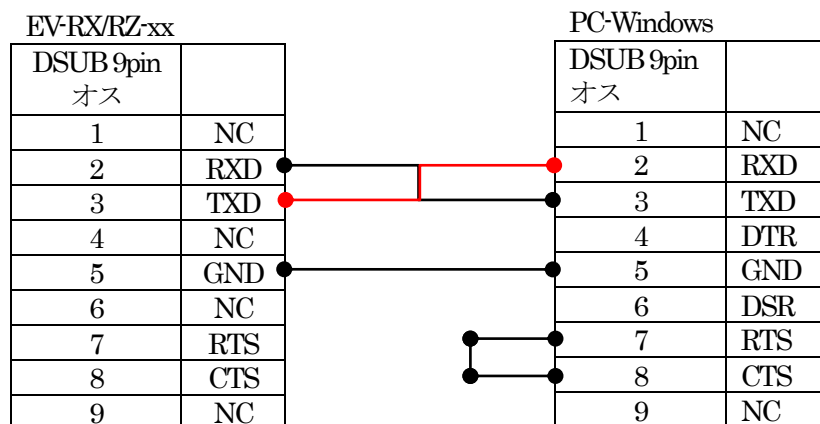 EV-RX/RZ-xx
DSUB 9pin
オス
1 NC
2 RXD
3 TXD
4 NC
5 GND
6 NC
7 RTS
8 CTS
9 NC
PC-Windows
DSUB 9pin
オス
1 NC
2 RXD
3 TXD
4 DTR
5 GND
6 DSR
7 RTS
8 CTS
9 NC